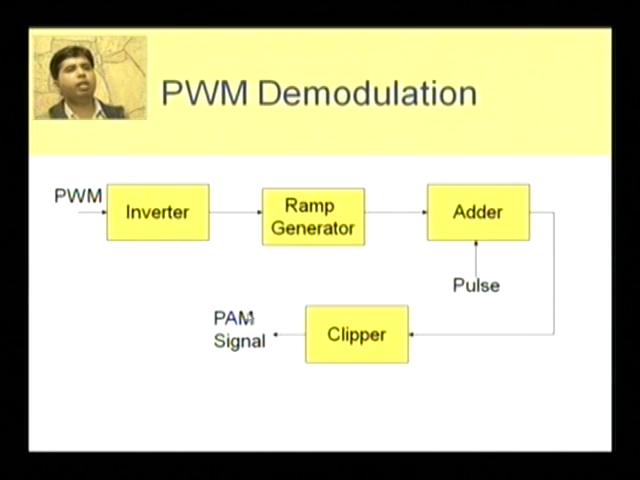 PWM Demodulation
PWM
Inverter
Ramp
Generator
Adder
Pulse
PAM
Signal
Clipper